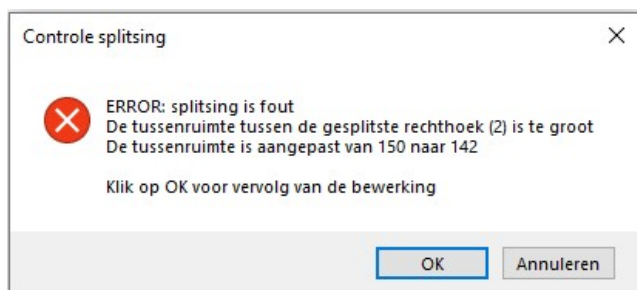 Controle splitsing
ERROR: splitsing is fout
De tussenruimte tussen de gesplitste rechthoek (2) is te groot
De tussenruimte is aangepast van 150 naar 142
Klik op OK voor vervolg van de bewerking
OK
Annuleren